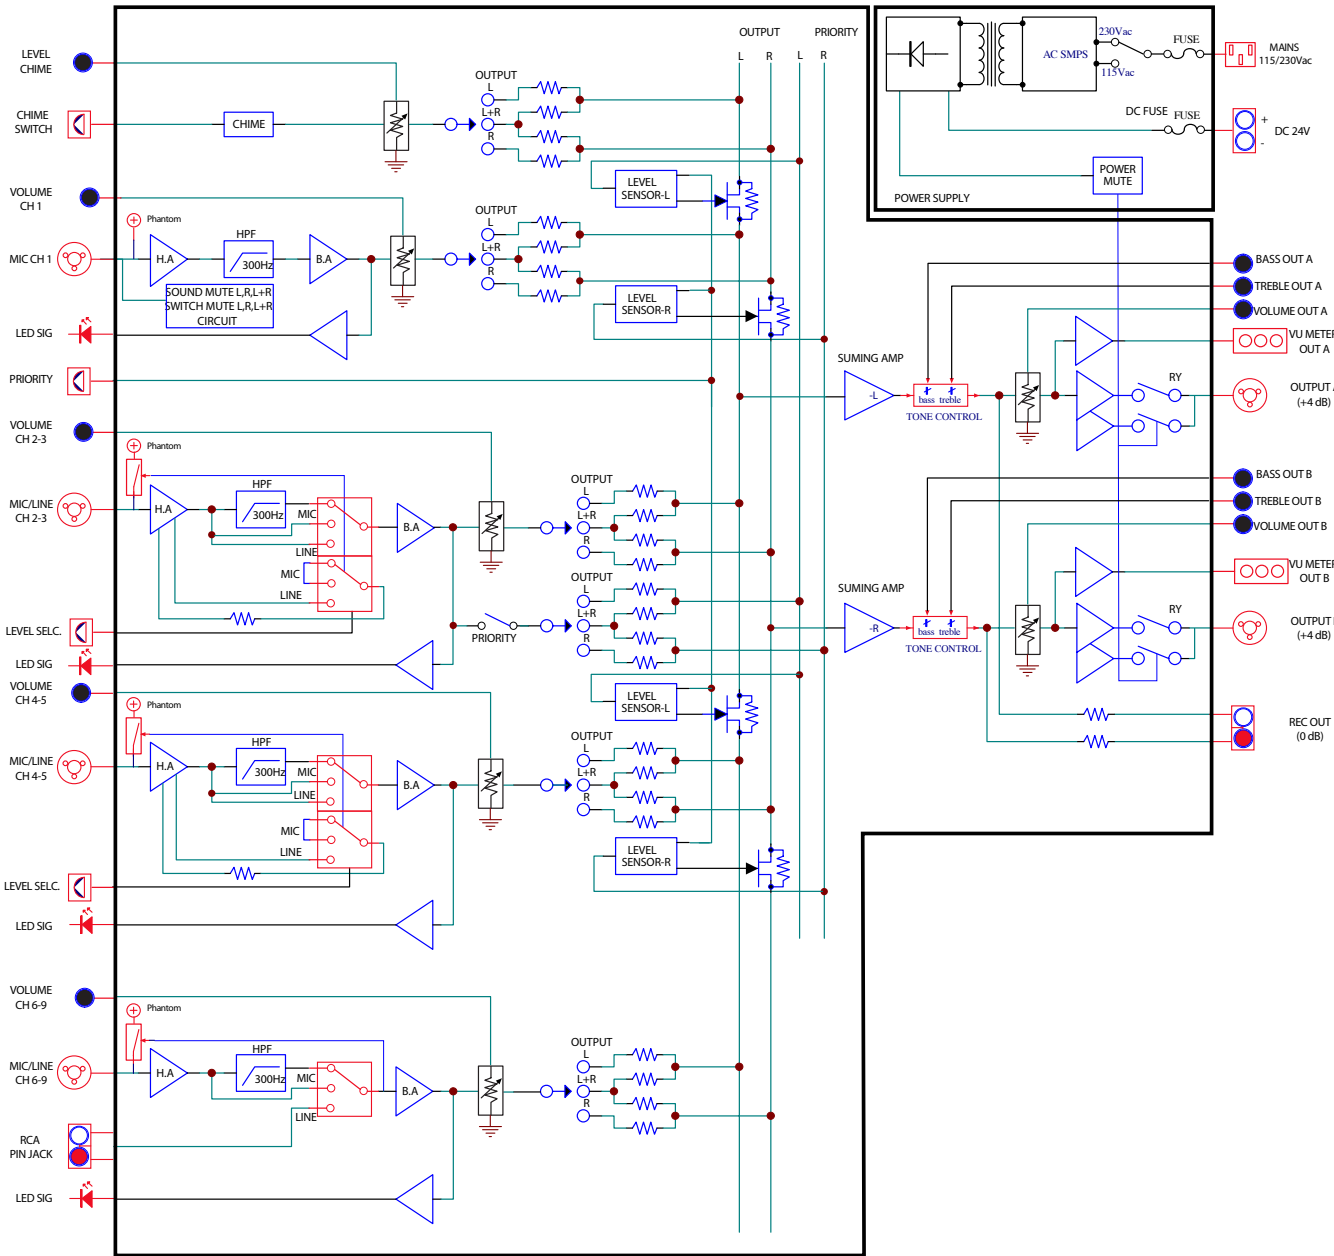 OUTPUT
PRIORITY
L
R
L
R
LEVEL
CHIME
CHIME
SWITCH
CHIME
OUTPUT
L
L+R
R
230Vac
115Vac
AC SMPS
FUSE
MAINS
115/230Vac
DC FUSE
FUSE
+
-
DC 24V
POWER
MUTE
POWER SUPPLY
VOLUME
CH 1
Phantom
MIC CH 1
H.A
HPF
300Hz
B.A
SOUND MUTE L,R,L+R
SWITCH MUTE L,R,L+R
CIRCUIT
LED SIG
OUTPUT
L
L+R
R
LEVEL
SENSOR-L
LEVEL
SENSOR-R
PRIORITY
VOLUME
CH 2-3
Phantom
MIC/LINE
CH 2-3
H.A
HPF
300Hz
MIC
LINE
MIC
LINE
B.A
OUTPUT
L
L+R
R
OUTPUT
L
L+R
R
PRIORITY
LEVEL SELC.
LED SIG
VOLUME
CH 4-5
Phantom
MIC/LINE
CH 4-5
H.A
HPF
300Hz
MIC
LINE
MIC
LINE
B.A
LEVEL
SENSOR-L
OUTPUT
L
L+R
R
LEVEL
SENSOR-R
LEVEL SELC.
LED SIG
VOLUME
CH 6-9
Phantom
MIC/LINE
CH 6-9
H.A
HPF
300Hz
MIC
LINE
B.A
OUTPUT
L
L+R
R
RCA
PIN JACK
LED SIG
SUMING AMP
-L
bass treble
TONE CONTROL
BASS OUT A
TREBLE OUT A
VOLUME OUT A
VU METER
OUT A
RY
OUTPUT A
(+4 dB)
SUMING AMP
-R
bass treble
TONE CONTROL
BASS OUT B
TREBLE OUT B
VOLUME OUT B
VU METER
OUT B
RY
OUTPUT
(+4 dB)
REC OUT
(0 dB)